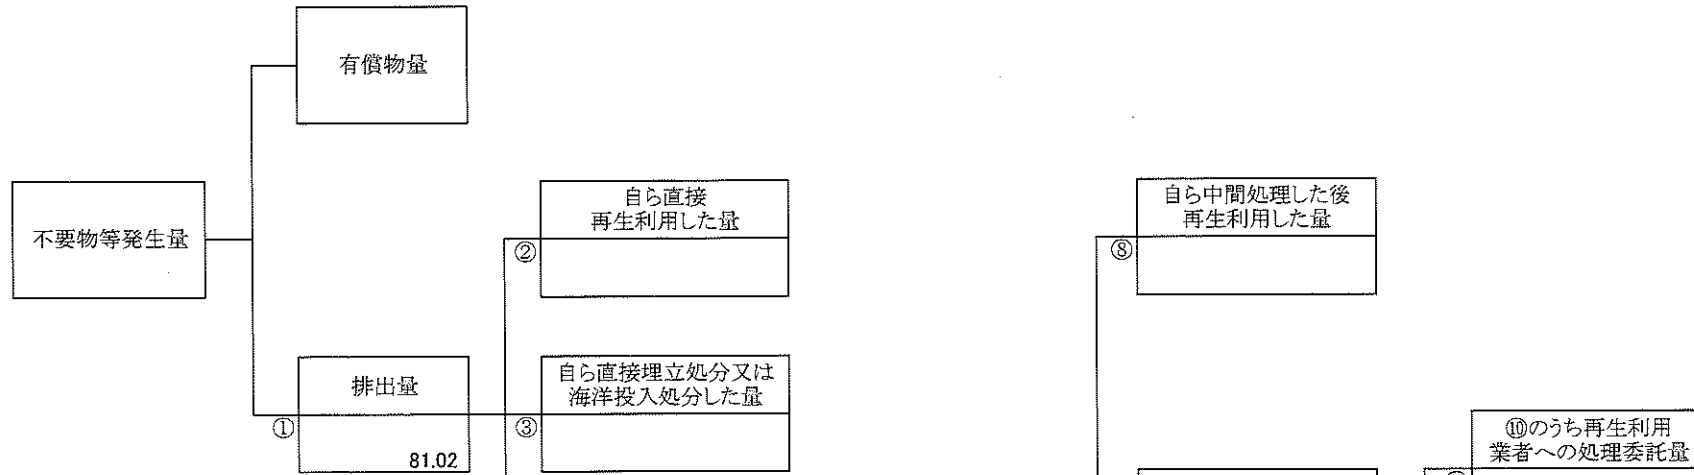 有償物量
不要物等発生量
自ら直接
再生利用した量
②
自ら中間処理した後
再生利用した量
⑧
排出量
①
81.02
自ら直接埋立処分又は
海洋投入処分した量
③
⑩のうち再生利用
業者への処理委託量